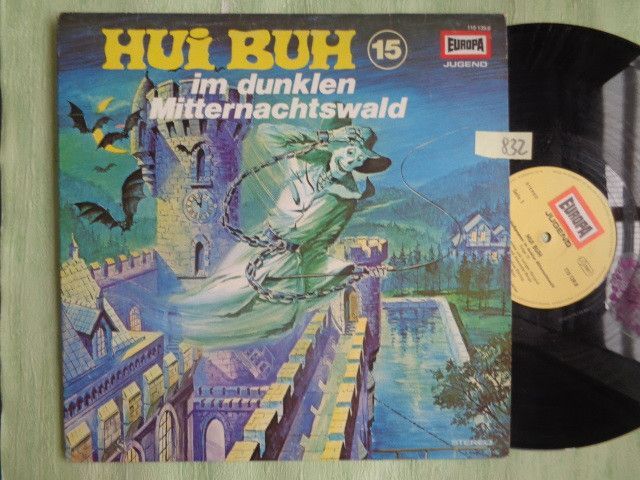 HUI BUH
15
im dunklen
Mitternachtswald
EUROPA
JUGEND
832
EUROPA
JUGEND
STEREO